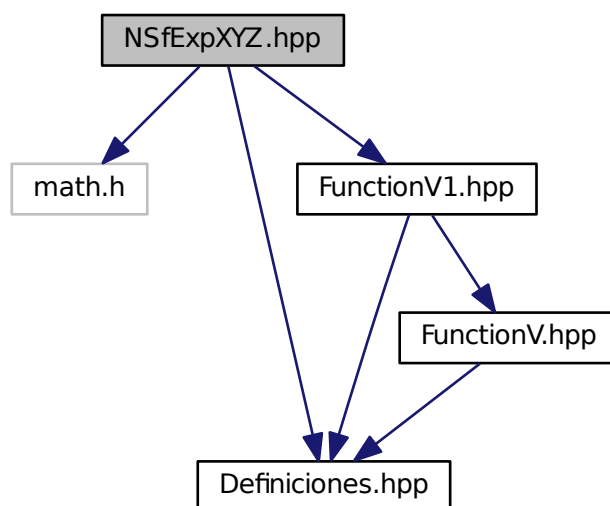 NSfExpXYZ.hpp
math.h
FunctionV1.hpp
FunctionV.hpp
Definiciones.hpp